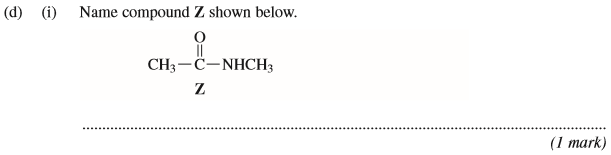 (d) (i) Name compound Z shown below.
O
||
CH₃—C—NHCH₃
Z
(1 mark)